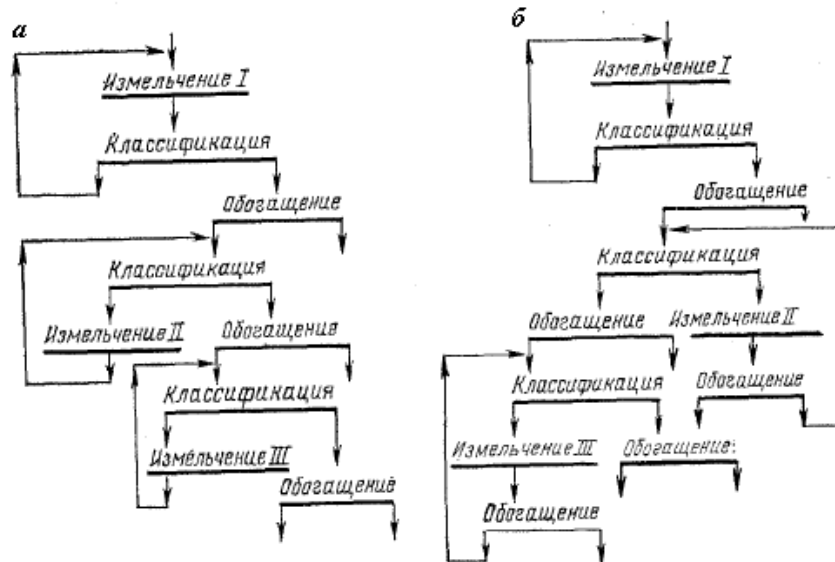 а
Измельчение I
Классификация
Обогащение
Классификация
Измельчение II
Обогащение
Классификация
Измельчение III
Обогащение
б
Измельчение I
Классификация
Обогащение
Классификация
Обогащение
Измельчение II
Классификация
Обогащение
Измельчение III
Обогащение
Обогащение